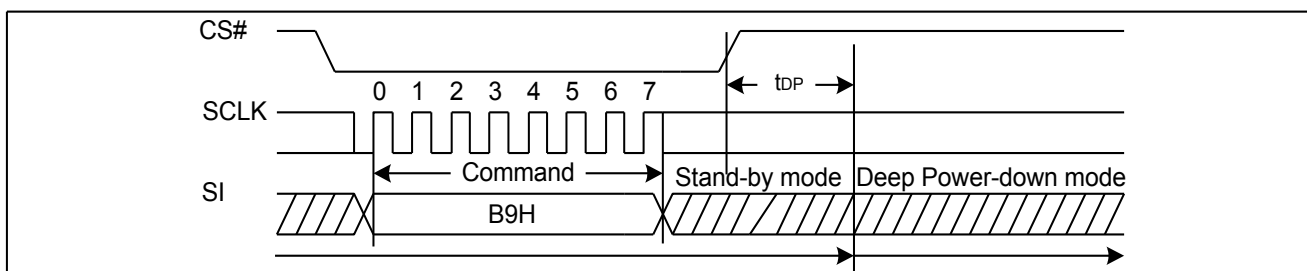 CS#
tDP
0 1 2 3 4 5 6 7
SCLK
Command
Stand-by mode Deep Power-down mode
SI
B9H